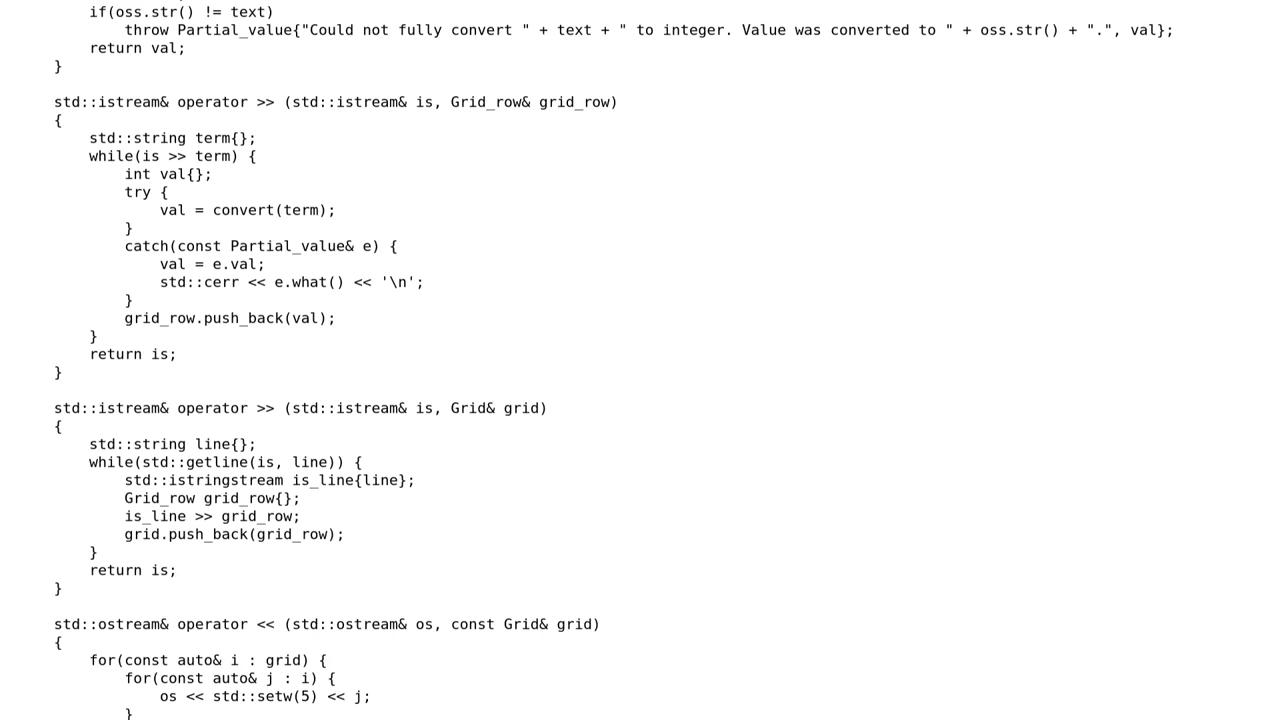 if(oss.str() != text)
throw Partial_value{"Could not fully convert " + text + " to integer. Value was converted to " + oss.str() + ".", val};
return val;
}
std::istream& operator >> (std::istream& is, Grid_row& grid_row)
{
std::string term{};
while(is >> term) {
int val{};
try {
val = convert(term);
}
catch(const Partial_value& e) {
val = e.val;
std::cerr << e.what() << '\n';
}
grid_row.push_back(val);
}
return is;
}
std::istream& operator >> (std::istream& is, Grid& grid)
{
std::string line{};
while(std::getline(is, line)) {
std::istringstream is_line{line};
Grid_row grid_row{};
is_line >> grid_row;
grid.push_back(grid_row);
}
return is;
}
std::ostream& operator << (std::ostream& os, const Grid& grid)
{
for(const auto& i : grid) {
for(const auto& j : i) {
os << std::setw(5) << j;
}